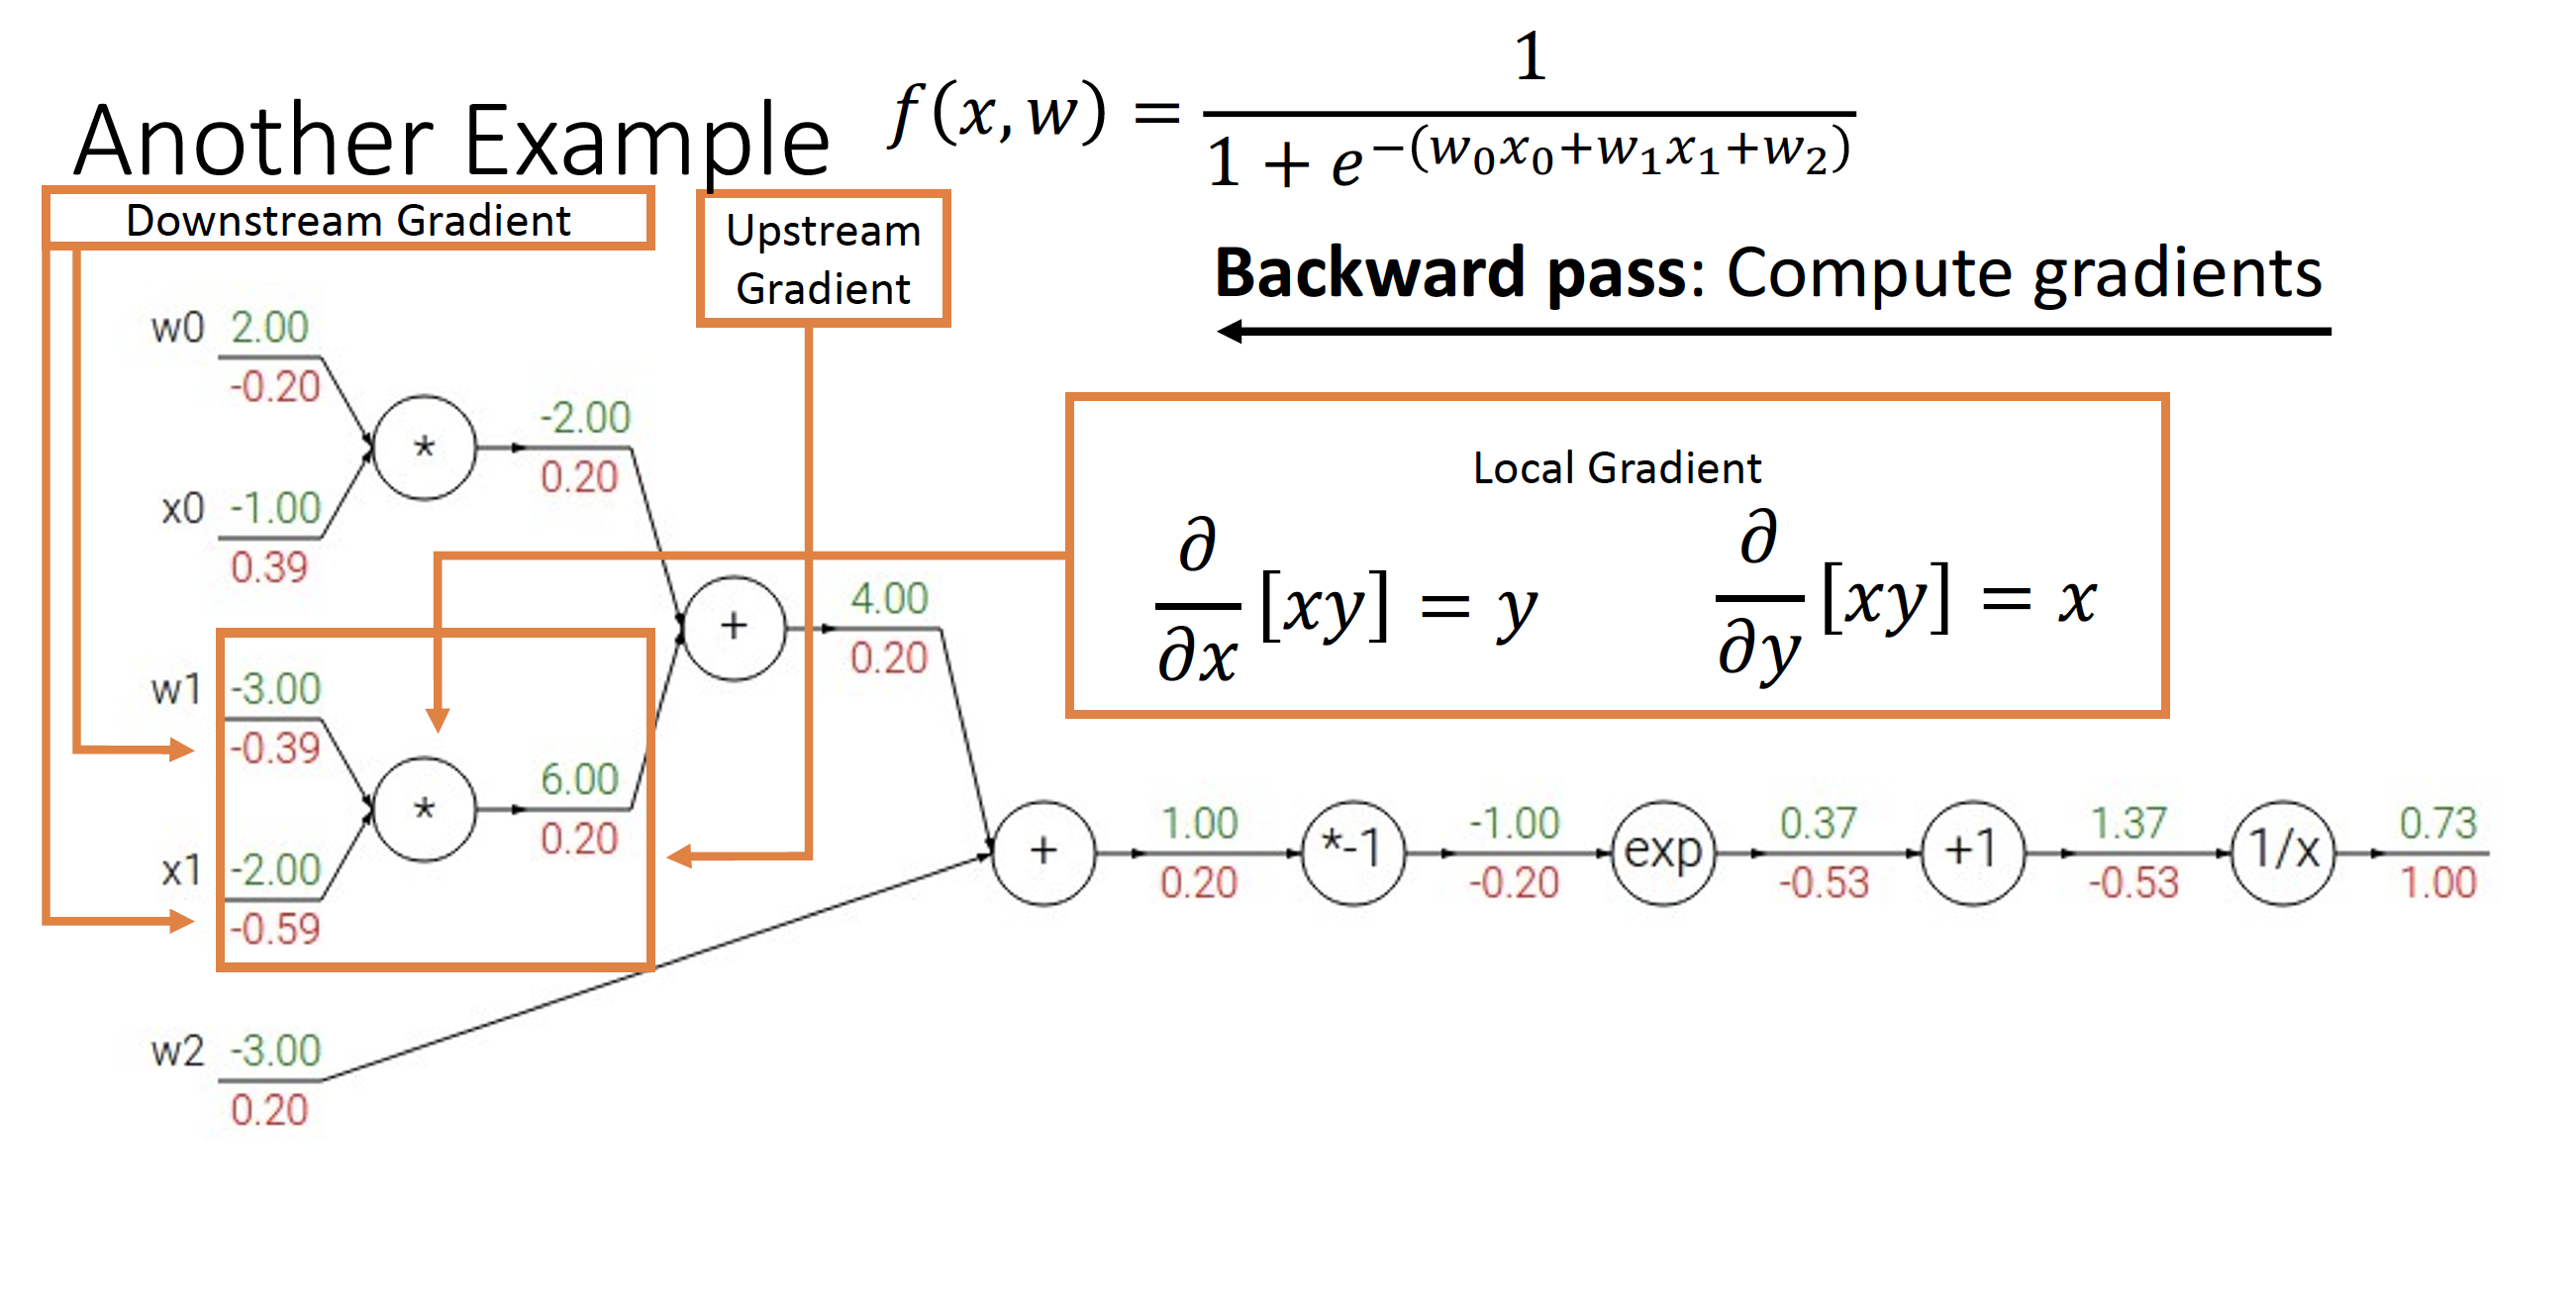 Another Example
f(x, w) = 1 / (1 + e^−(w₀x₀+w₁x₁+w₂))
Downstream Gradient
Upstream
Gradient
Backward pass: Compute gradients
Local Gradient
∂/∂x [xy] = y
∂/∂y [xy] = x
w0 2.00
-0.20
*
-2.00
0.20
x0 -1.00
0.39
+
4.00
0.20
w1 -3.00
-0.39
*
6.00
0.20
x1 -2.00
-0.59
w2 -3.00
0.20
+
1.00
0.20
*-1
-1.00
-0.20
exp
0.37
-0.53
+1
1.37
-0.53
1/x
0.73
1.00